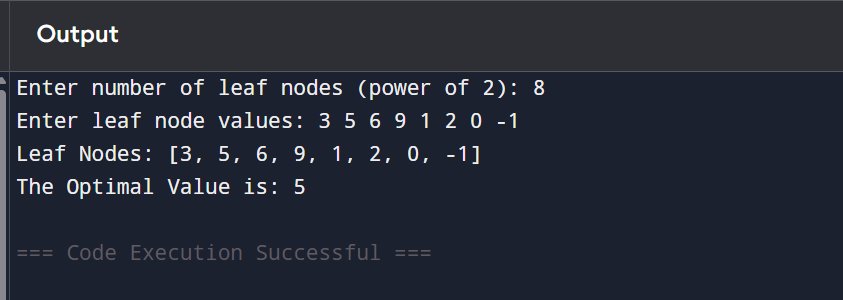 Output
Enter number of leaf nodes (power of 2): 8
Enter leaf node values: 3 5 6 9 1 2 0 -1
Leaf Nodes: [3, 5, 6, 9, 1, 2, 0, -1]
The Optimal Value is: 5
=== Code Execution Successful ===